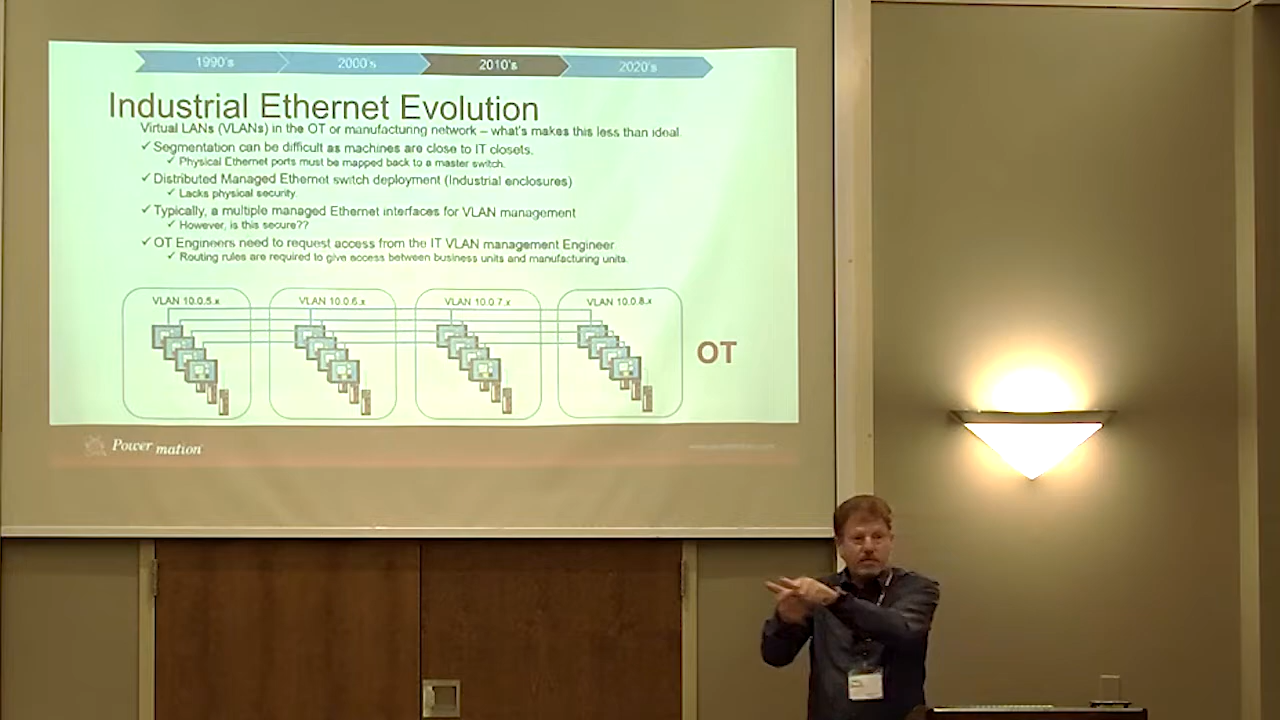 1990's
2000's
2010's
2020's
Industrial Ethernet Evolution
Virtual LANs (VLANs) in the OT or manufacturing network – what's makes this less than ideal.
✓ Segmentation can be difficult as machines are close to IT closets.
✓ Physical Ethernet ports must be mapped back to a master switch.
✓ Distributed Managed Ethernet switch deployment (Industrial enclosures)
✓ Lacks physical security.
✓ Typically, a multiple managed Ethernet interfaces for VLAN management
✓ However, is this secure??
✓ OT Engineers need to request access from the IT VLAN management Engineer.
✓ Routing rules are required to give access between business units and manufacturing units.
VLAN 10.0.5.x
VLAN 10.0.6.x
VLAN 10.0.7.x
VLAN 10.0.8.x
OT
Power mation